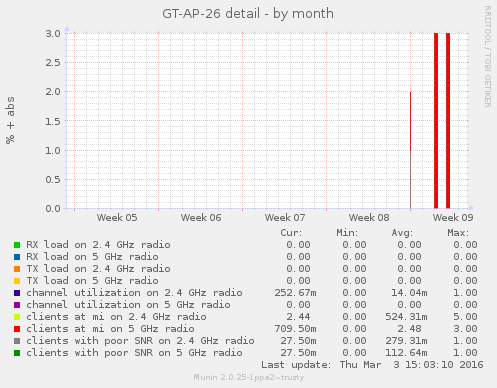 GT-AP-26 detail - by month
RRDTOOL / TOBI OETIKER
% + abs
3.0
2.5
2.0
1.5
1.0
0.5
0.0
Week 05 Week 06 Week 07 Week 08 Week 09
Cur: Min: Avg: Max:
RX load on 2.4 GHz radio 0.00 0.00 0.00 0.00
RX load on 5 GHz radio 0.00 0.00 0.00 0.00
TX load on 2.4 GHz radio 0.00 0.00 0.00 0.00
TX load on 5 GHz radio 0.00 0.00 0.00 0.00
channel utilization on 2.4 GHz radio 252.67m 0.00 14.04m 1.00
channel utilization on 5 GHz radio 0.00 0.00 0.00 0.00
clients at mi on 2.4 GHz radio 2.44 0.00 524.31m 5.00
clients at mi on 5 GHz radio 709.50m 0.00 2.48 3.00
clients with poor SNR on 2.4 GHz radio 27.50m 0.00 279.31m 1.00
clients with poor SNR on 5 GHz radio 27.50m 0.00 112.64m 1.00
Last update: Thu Mar 3 15:03:10 2016
Munin 2.0.25-1ppa2~trusty